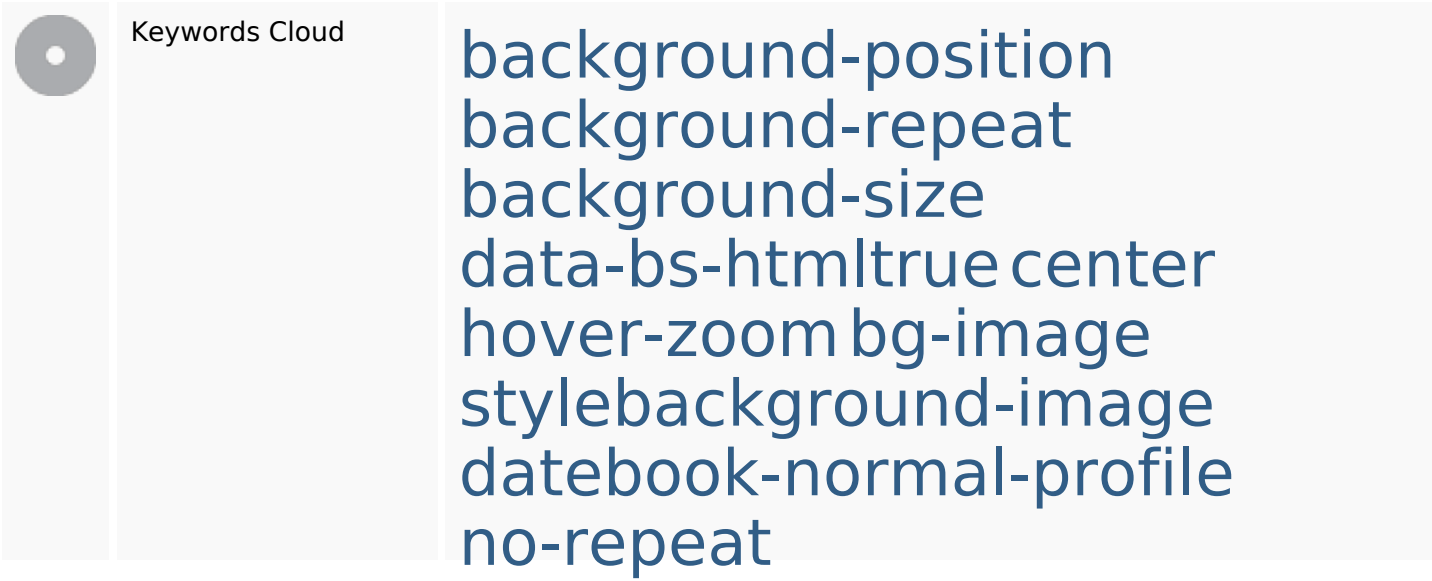 Keywords Cloud
background-position
background-repeat
background-size
data-bs-htmltrue center
hover-zoom bg-image
stylebackground-image
datebook-normal-profile
no-repeat